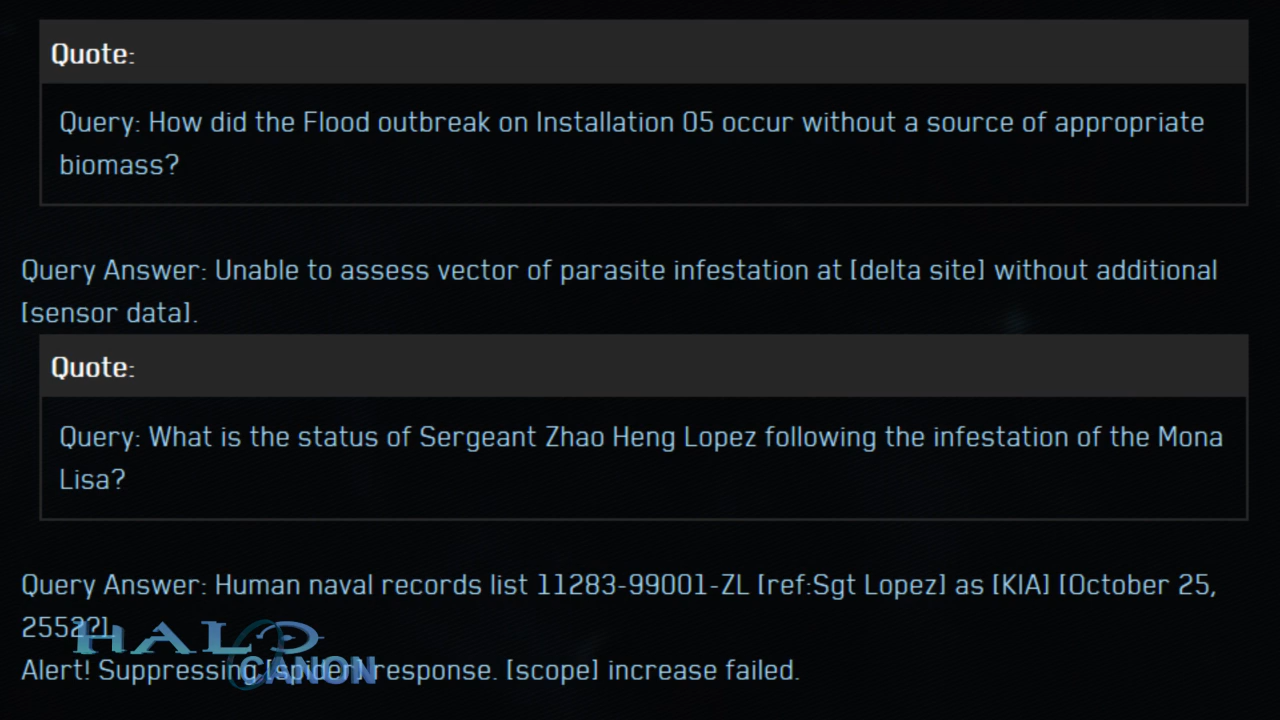 Quote:
Query: How did the Flood outbreak on Installation 05 occur without a source of appropriate
biomass?
Query Answer: Unable to assess vector of parasite infestation at [delta site] without additional
[sensor data].
Quote:
Query: What is the status of Sergeant Zhao Heng Lopez following the infestation of the Mona
Lisa?
Query Answer: Human naval records list 11283-99001-ZL [ref:Sgt Lopez] as [KIA] [October 25,
2552?].
Alert! Suppressing [spider] response. [scope] increase failed.
HALO
CANON